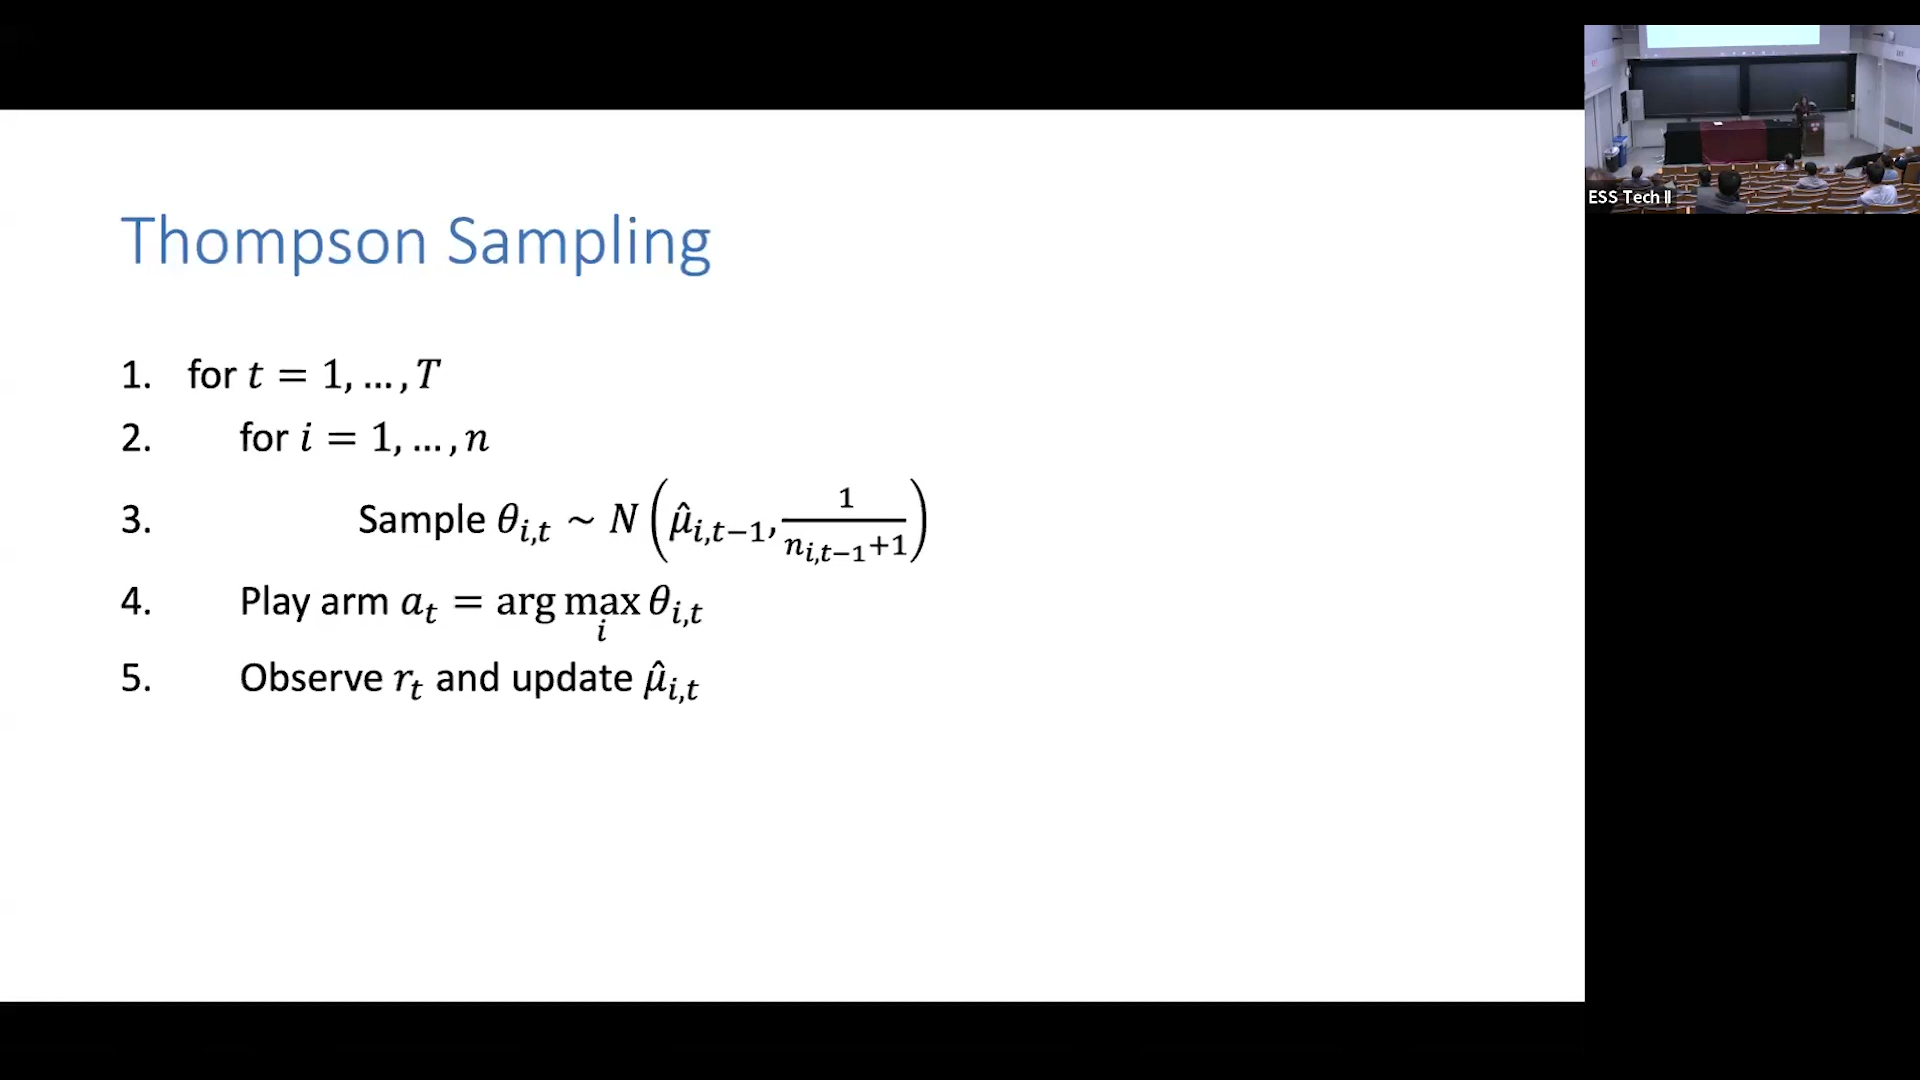 Thompson Sampling
1. for t = 1, … , T
2. for i = 1, … , n
3. Sample θ_{i,t} ~ N(μ̂_{i,t−1}, 1/(n_{i,t−1}+1))
4. Play arm a_t = arg max_i θ_{i,t}
5. Observe r_t and update μ̂_{i,t}
ESS Tech II